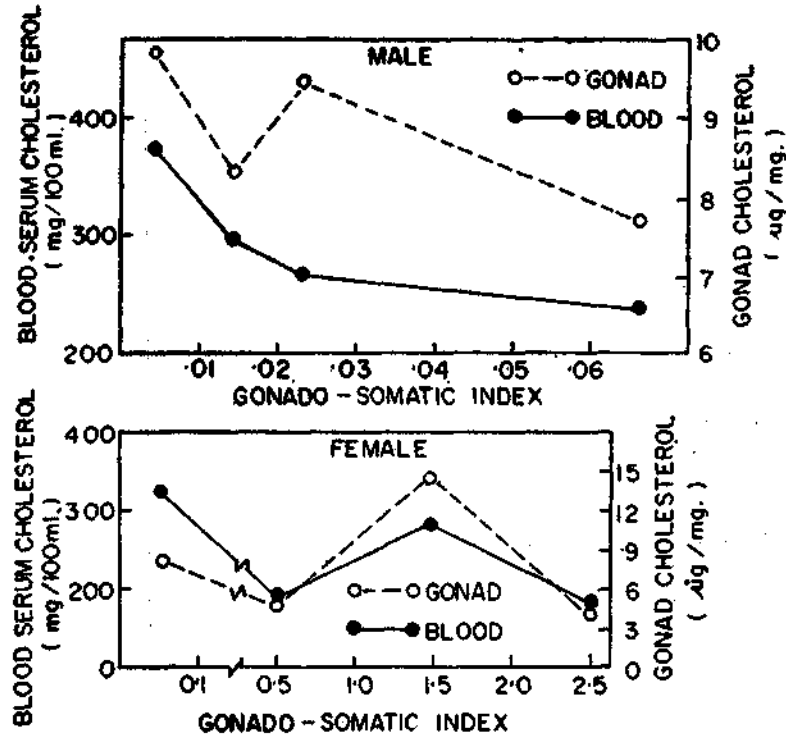 BLOOD.SERUM CHOLESTEROL
( mg/100 ml.)
400
300
200
MALE
GONAD
BLOOD
10
9
8
7
6
GONAD CHOLESTEROL
( ug / mg. )
.01 .02 .03 .04 .05 .06
GONADO – SOMATIC INDEX
BLOOD SERUM CHOLESTEROL
( mg/100ml.)
400
300
200
0
FEMALE
GONAD
BLOOD
15
12
9
6
3
0
GONAD CHOLESTEROL
( ug / mg. )
0.1 0.5 1.0 1.5 2.0 2.5
GONADO – SOMATIC INDEX